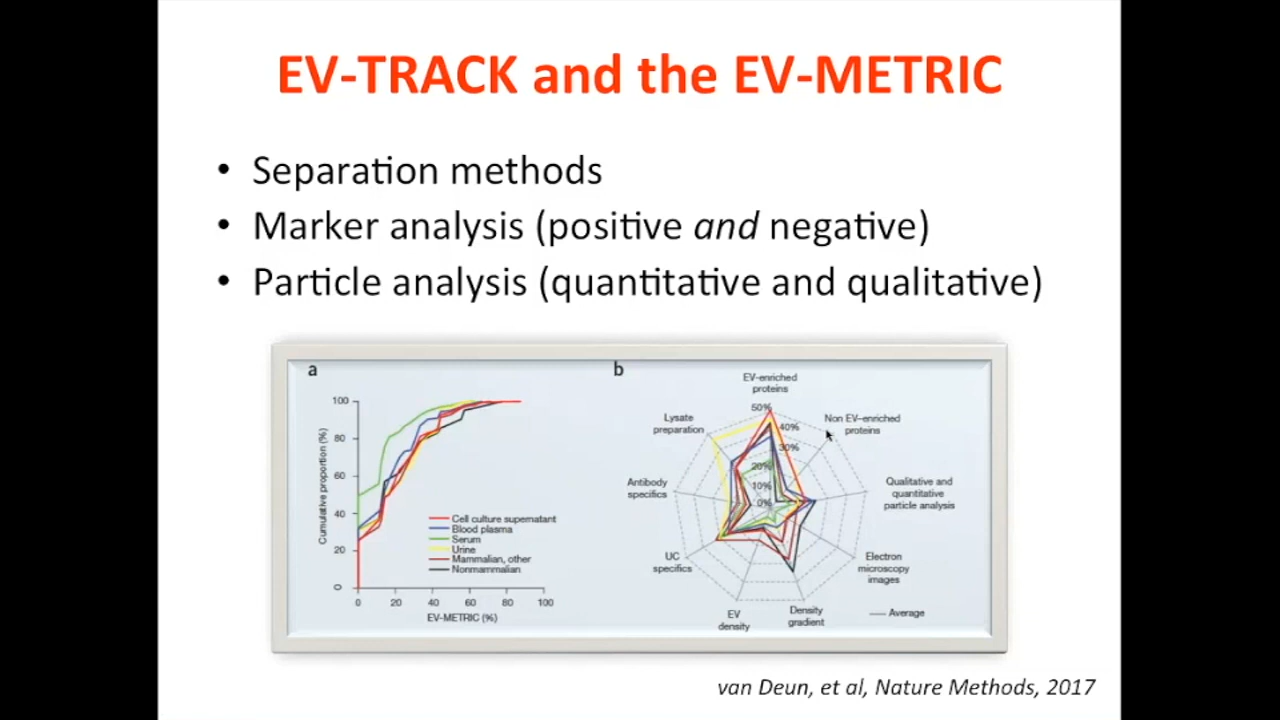 EV-TRACK and the EV-METRIC
• Separation methods
• Marker analysis (positive and negative)
• Particle analysis (quantitative and qualitative)
a
100
80
60
40
20
0
Cumulative proportion (%)
Cell culture supernatant
Blood plasma
Serum
Urine
Mammalian, other
Nonmammalian
0 20 40 60 80 100
EV-METRIC (%)
b
EV-enriched
proteins
50%
40%
30%
20%
10%
0%
Non EV-enriched
proteins
Qualitative and
quantitative
particle analysis
Electron
microscopy
images
Density
gradient
EV
density
UC
specifics
Antibody
specifics
Lysate
preparation
Average
van Deun, et al, Nature Methods, 2017